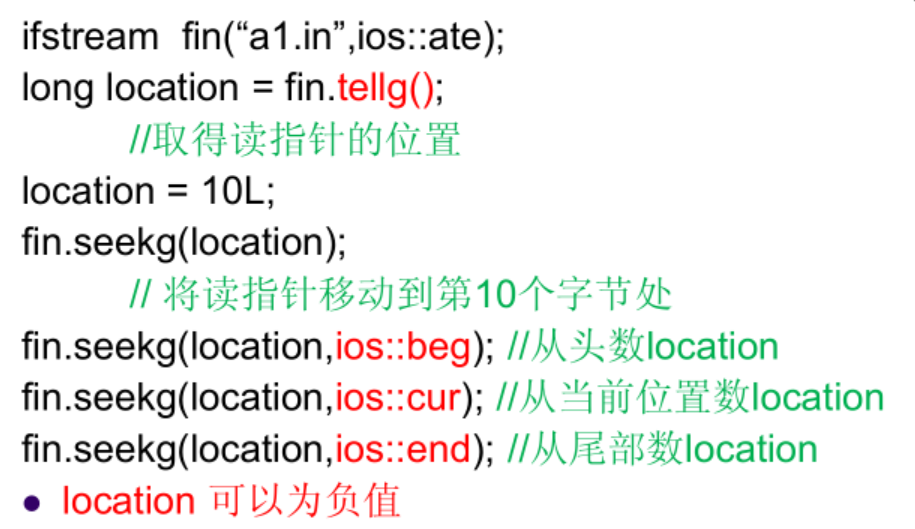 ifstream  fin(“a1.in”,ios::ate);
long location = fin.tellg();
//取得读指针的位置
location = 10L;
fin.seekg(location);
// 将读指针移动到第10个字节处
fin.seekg(location,ios::beg); //从头数location
fin.seekg(location,ios::cur); //从当前位置数location
fin.seekg(location,ios::end); //从尾部数location
● location 可以为负值